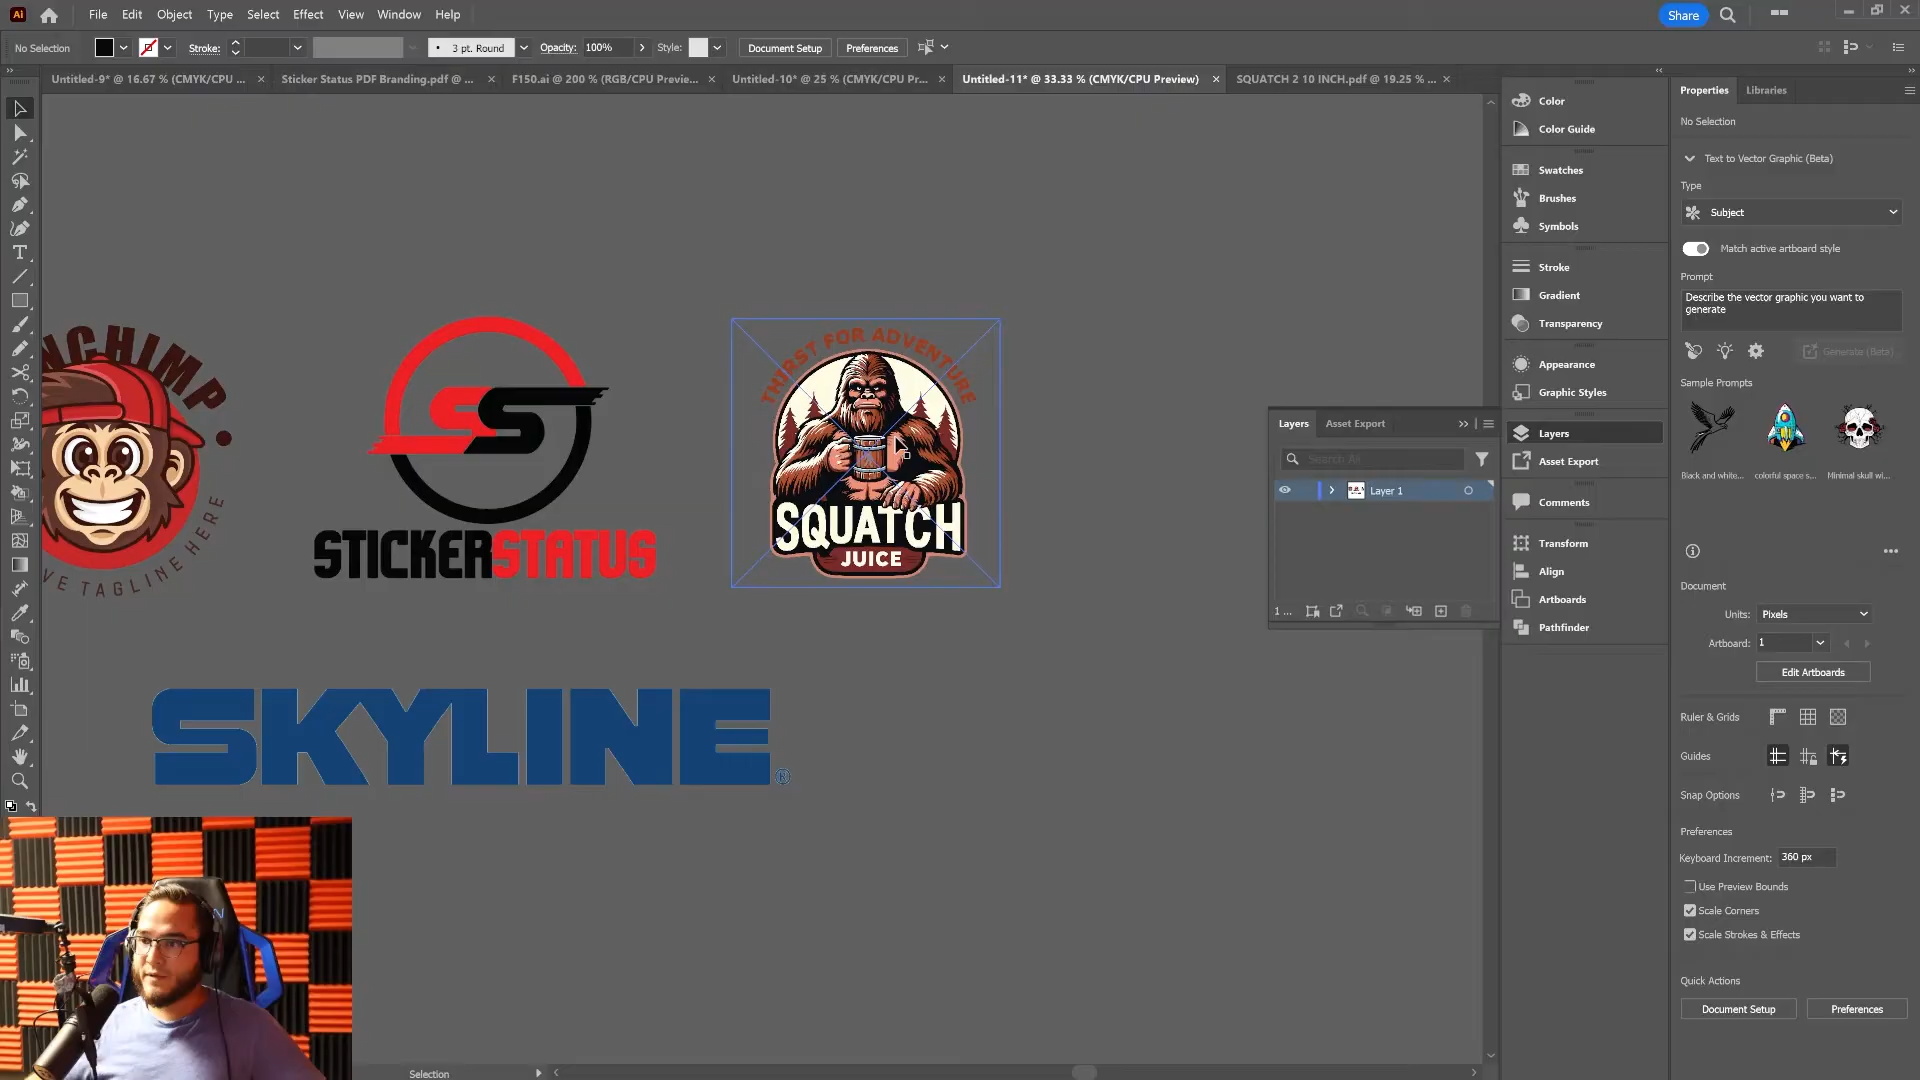 Ai
File Edit Object Type Select Effect View Window Help
Share
No Selection
Stroke:
3 pt. Round
Opacity: 100%
Style:
Document Setup
Preferences
Untitled-9* @ 16.67 % (CMYK/CPU ...
Sticker Status PDF Branding.pdf @ ...
F150.ai @ 200 % (RGB/CPU Previe...
Untitled-10* @ 25 % (CMYK/CPU Pr...
Untitled-11* @ 33.33 % (CMYK/CPU Preview)
SQUATCH 2 10 INCH.pdf @ 19.25 % ...
Color
Color Guide
Swatches
Brushes
Symbols
Stroke
Gradient
Transparency
Appearance
Graphic Styles
Layers
Asset Export
Comments
Transform
Align
Artboards
Pathfinder
Properties Libraries
No Selection
Text to Vector Graphic (Beta)
Type
Subject
Match active artboard style
Prompt
Describe the vector graphic you want to
generate
Generate (Beta)
Sample Prompts
Black and white...
colorful space s...
Minimal skull wi...
Document
Units: Pixels
Artboard: 1
Edit Artboards
Ruler & Grids
Guides
Snap Options
Preferences
Keyboard Increment: 360 px
Use Preview Bounds
Scale Corners
Scale Strokes & Effects
Quick Actions
Document Setup
Preferences
Layers Asset Export
Search All
Layer 1
1 ...
NCHIMP
VE TAGLINE HERE
SS
STICKERSTATUS
THIRST FOR ADVENTURE
SQUATCH
JUICE
SKYLINE®
Selection